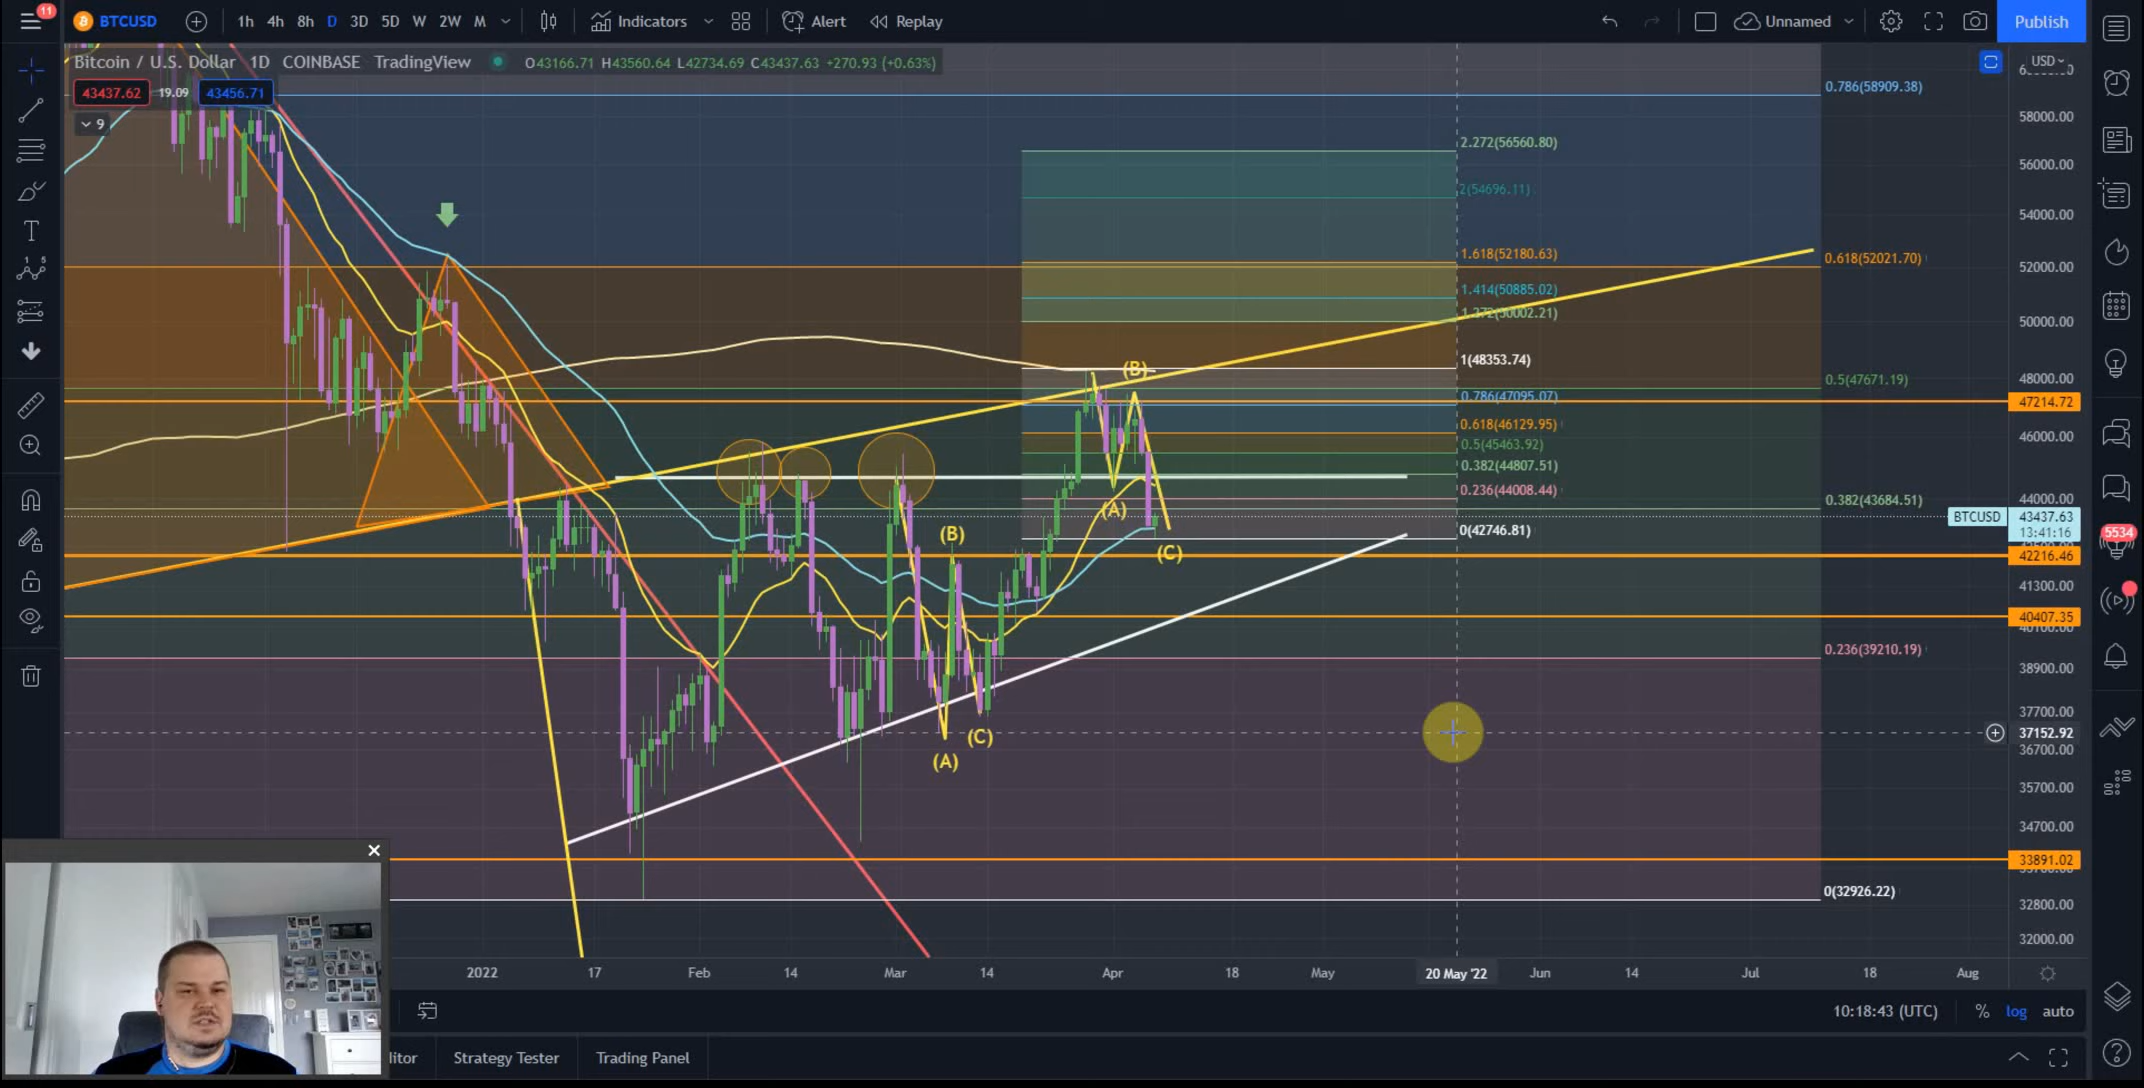 11
BTCUSD
1h 4h 8h D 3D 5D W 2W M
Indicators
Alert
Replay
Unnamed
Publish
Bitcoin / U.S. Dollar 1D COINBASE TradingView
O43166.71 H43560.64 L42734.69 C43437.63 +270.93 (+0.63%)
43437.62 19.09 43456.71
9
USD
0.786(58909.38)
58000.00
2.272(56560.80)
56000.00
2(54696.11)
54000.00
1.618(52180.63)
0.618(52021.70)
52000.00
1.414(50885.02)
1.272(50002.21)
50000.00
1(48353.74)
(B)
0.5(47671.19)
48000.00
0.786(47095.07)
47214.72
0.618(46129.95)
46000.00
0.5(45463.92)
0.382(44807.51)
0.236(44008.44)
0.382(43684.51)
44000.00
(A)
BTCUSD 43437.63
13:41:16
0(42746.81)
(B)
(C)
42216.46
41300.00
40407.35
0.236(39210.19)
38900.00
37700.00
(C)
37152.92
36700.00
(A)
35700.00
34700.00
33891.02
0(32926.22)
32800.00
32000.00
2022 17 Feb 14 Mar 14 Apr 18 May 20 May '22 Jun 14 Jul 18 Aug
10:18:43 (UTC) % log auto
itor Strategy Tester Trading Panel
5534